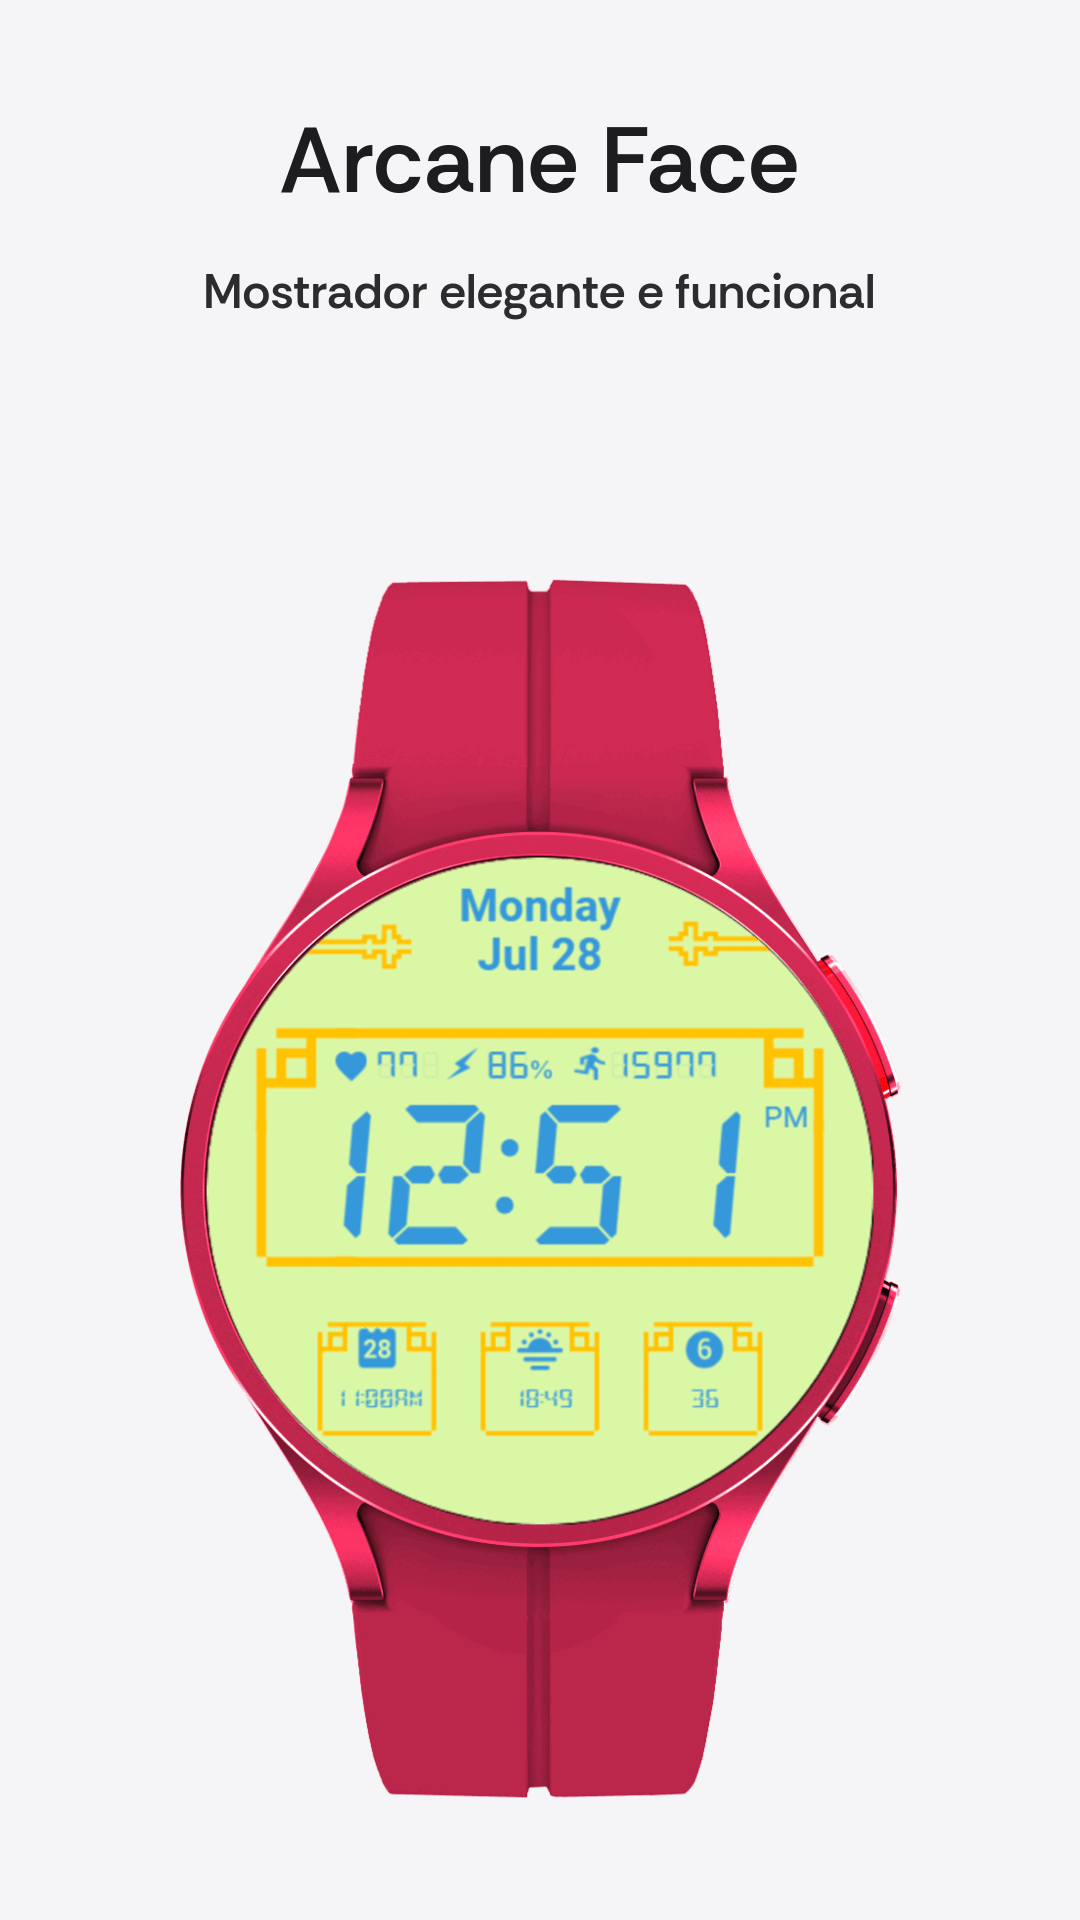 Arcane Face
Mostrador elegante e funcional
Monday
Jul 28
77 86% 15977
12:51 PM
28 6
11:00AM 18:49 36